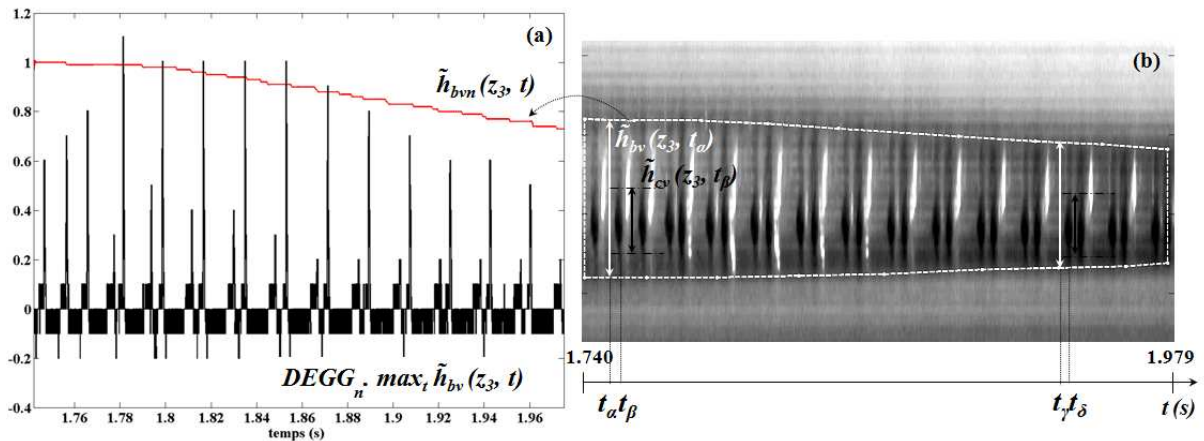 (a)
1.2
1
0.8
0.6
0.4
0.2
0
-0.2
-0.4
h̃bvn (z3, t)
DEGGn. maxt h̃bv (z3, t)
1.76 1.78 1.8 1.82 1.84 1.86 1.88 1.9 1.92 1.94 1.96
temps (s)
(b)
h̃bv (z3, tα)
h̃cv (z3, tβ)
1.740 1.979
tα tβ tγ tδ t (s)